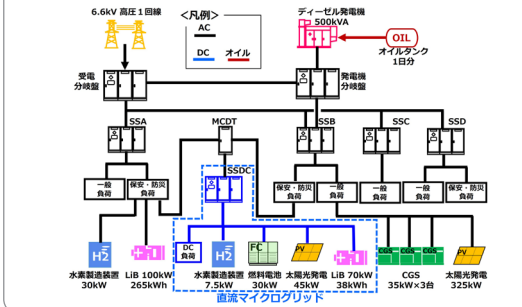 6.6kV 高圧1回線
<凡例>
AC
DC
オイル
ディーゼル発電機
500kVA
OIL
オイルタンク
1日分
受電
分岐盤
発電機
分岐盤
SSA
MCDT
SSB
SSC
SSD
SSDC
一般
負荷
保安・防災
負荷
保安・防災
負荷
一般
負荷
一般
負荷
一般
負荷
保安・防災
負荷
DC
負荷
H2
H2
FC
PV
CGS
CGS
CGS
PV
水素製造装置
30kW
LiB 100kW
265kWh
水素製造装置
7.5kW
燃料電池
30kW
太陽光発電
45kW
LiB 70kW
38kWh
CGS
35kW×3台
太陽光発電
325kW
直流マイクログリッド